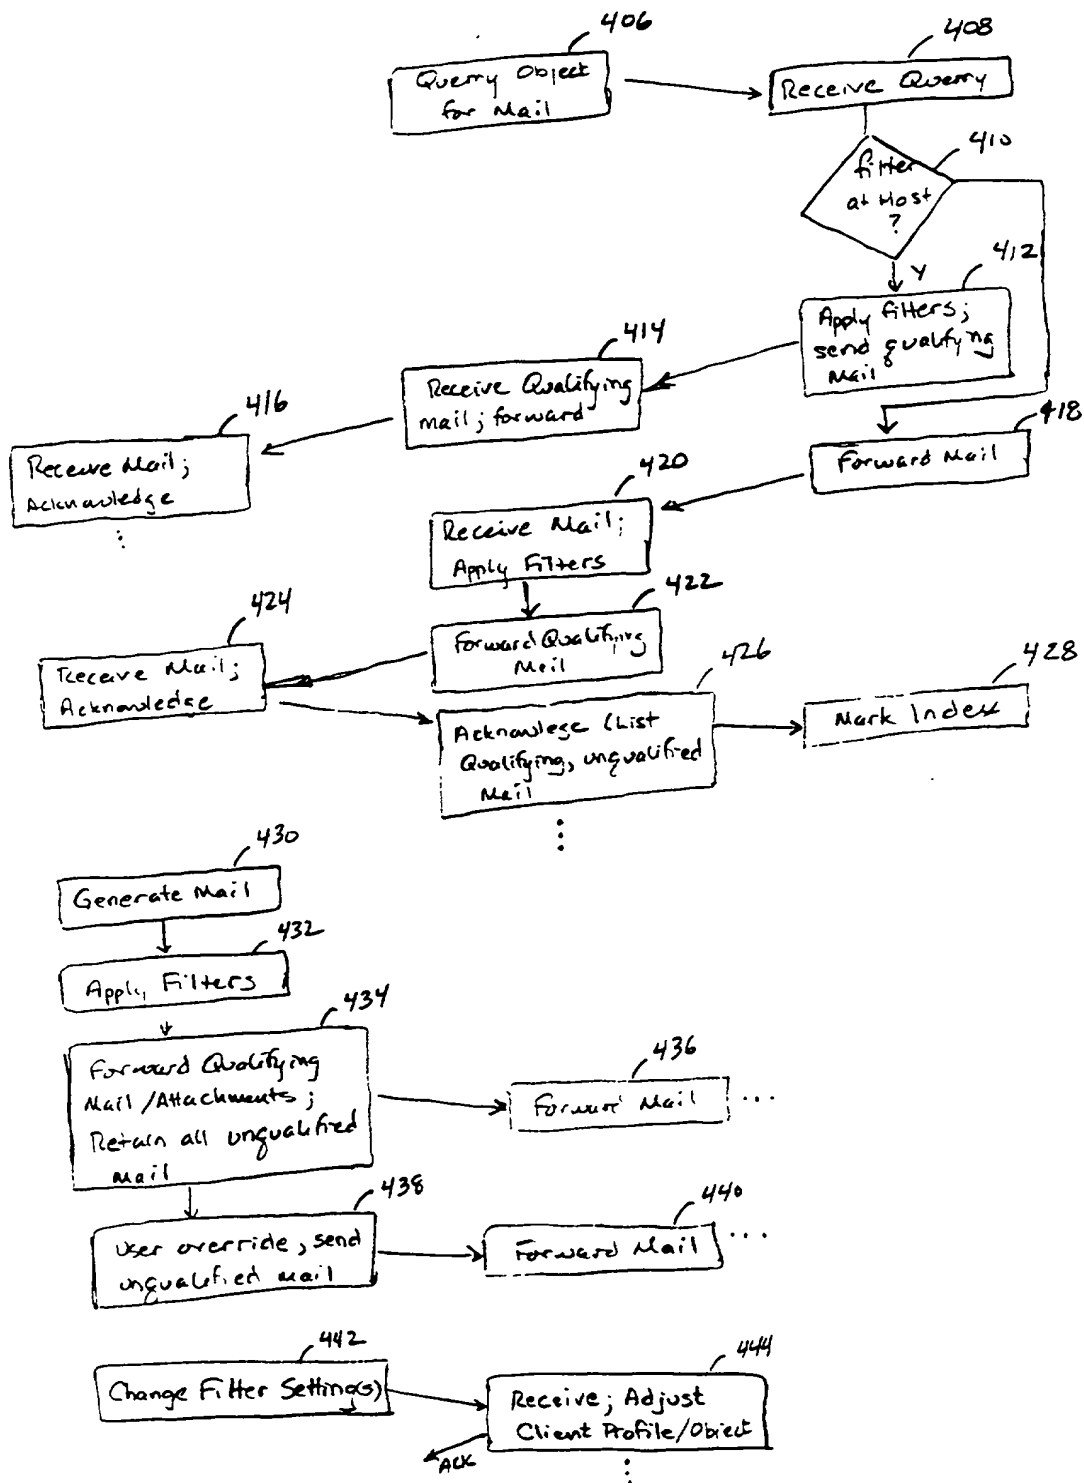 406
Querry Object
for Mail
408
Receive Querry
410
filter
at Host
?
Y
412
Apply filters;
send qualifying
Mail
414
Receive Qualifying
mail; forward
416
Receive Mail;
Acknowledge
418
Forward Mail
420
Receive Mail;
Apply Filters
422
Forward Qualifying
Mail
424
Receive Mail;
Acknowledge
426
Acknowlege (List
Qualifying, unqualified
Mail
428
Mark Index
430
Generate Mail
432
Apply Filters
434
Forward Qualifying
Mail/Attachments;
Retain all unqualified
Mail
436
Forward Mail
438
User override, send
unqualified Mail
440
Forward Mail
442
Change Filter Setting(s)
444
Receive; Adjust
Client Profile/Object
ACK